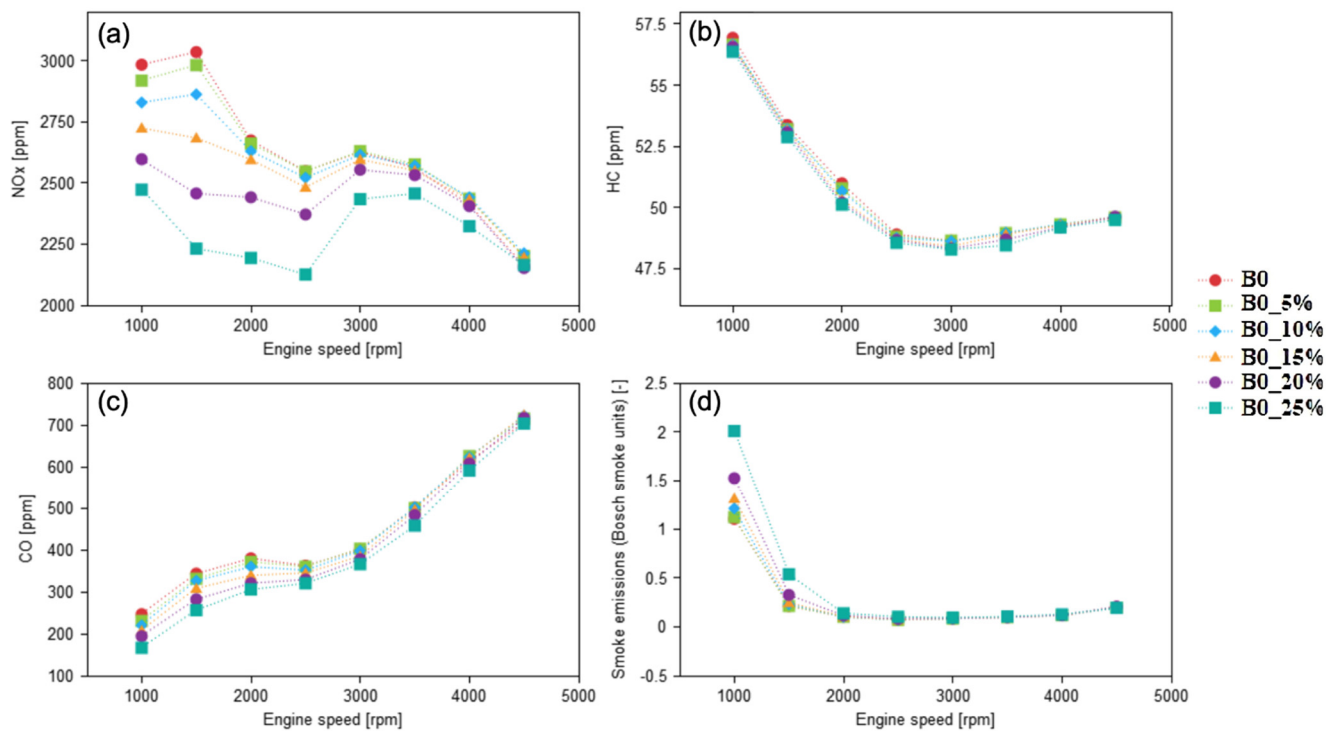 (a)
3000
2750
2500
2250
2000
NOx [ppm]
1000 2000 3000 4000 5000
Engine speed [rpm]
(b)
57.5
55
52.5
50
47.5
HC [ppm]
1000 2000 3000 4000 5000
Engine speed [rpm]
B0
B0_5%
B0_10%
B0_15%
B0_20%
B0_25%
(c)
800
700
600
500
400
300
200
100
CO [ppm]
1000 2000 3000 4000 5000
Engine speed [rpm]
(d)
2.5
2
1.5
1
0.5
0
-0.5
Smoke emissions (Bosch smoke units) [-]
1000 2000 3000 4000 5000
Engine speed [rpm]